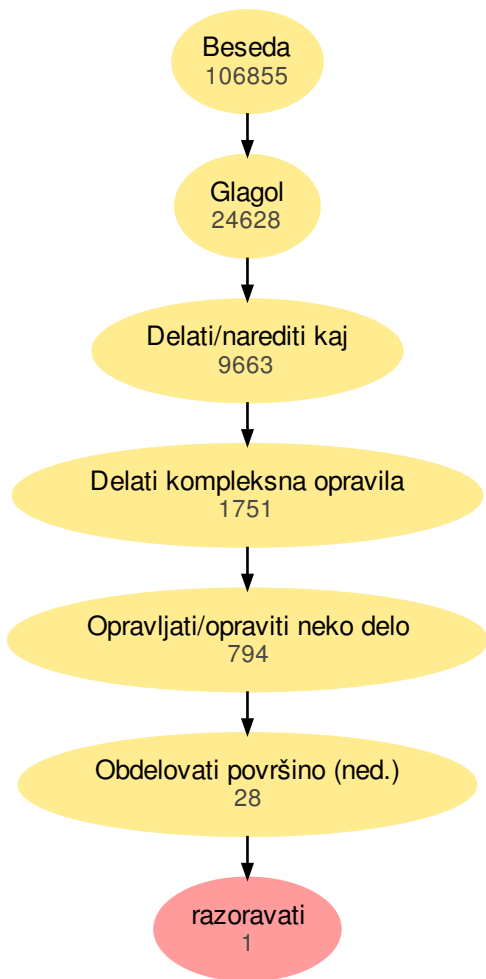 Beseda
106855
Glagol
24628
Delati/narediti kaj
9663
Delati kompleksna opravila
1751
Opravljati/opraviti neko delo
794
Obdelovati površino (ned.)
28
razoravati
1